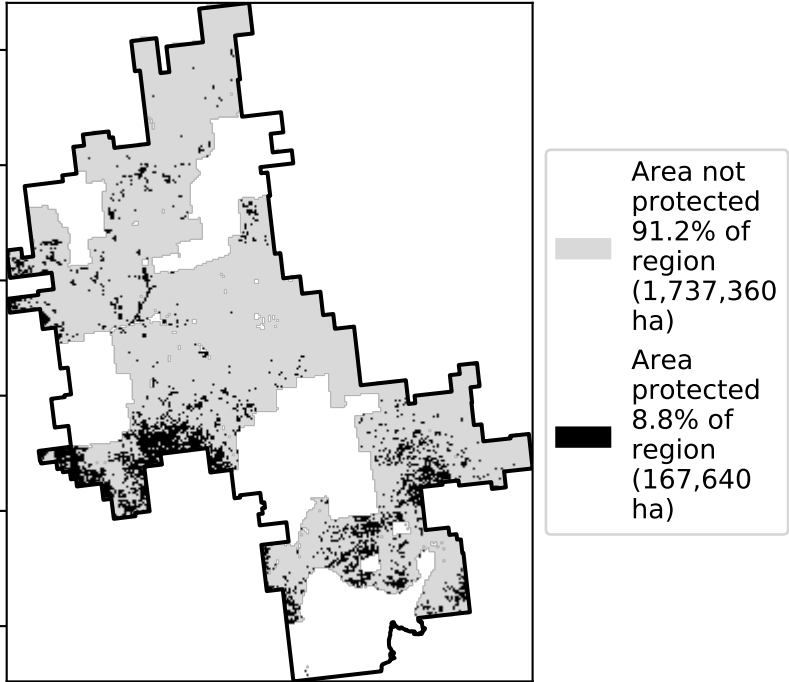 Area not
protected
91.2% of
region
(1,737,360
ha)
Area
protected
8.8% of
region
(167,640
ha)